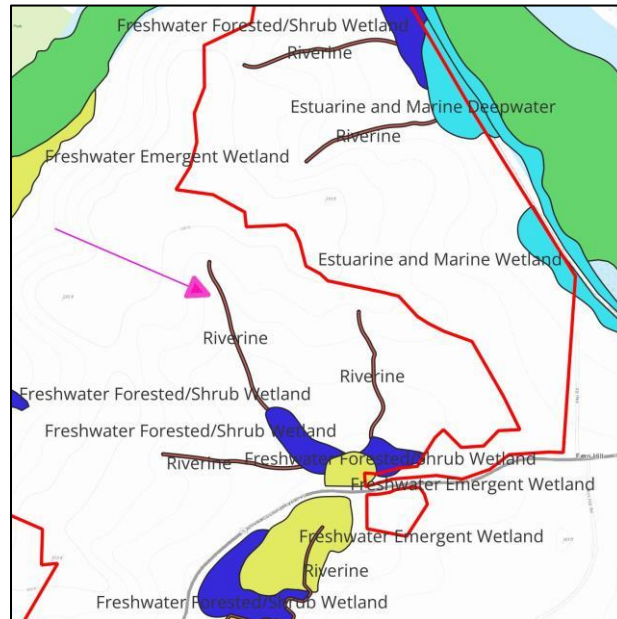 Freshwater Forested/Shrub Wetland
Riverine
Estuarine and Marine Deepwater
Riverine
Freshwater Emergent Wetland
Estuarine and Marine Wetland
Riverine
Riverine
Freshwater Forested/Shrub Wetland
Freshwater Forested/Shrub Wetland
Riverine
Freshwater Forested/Shrub Wetland
Freshwater Emergent Wetland
Freshwater Emergent Wetland
Riverine
Freshwater Forested/Shrub Wetland